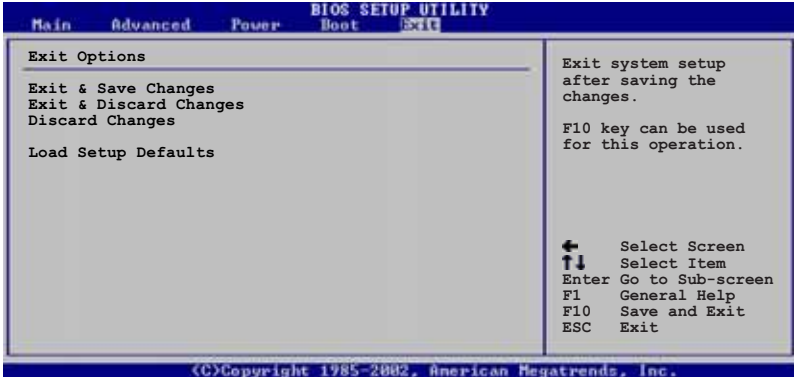 BIOS SETUP UTILITY
Main Advanced Power Boot Exit
Exit Options
Exit & Save Changes
Exit & Discard Changes
Discard Changes
Load Setup Defaults
Exit system setup
after saving the
changes.
F10 key can be used
for this operation.
← Select Screen
↑↓ Select Item
Enter Go to Sub-screen
F1 General Help
F10 Save and Exit
ESC Exit
(C)Copyright 1985-2002, American Megatrends, Inc.